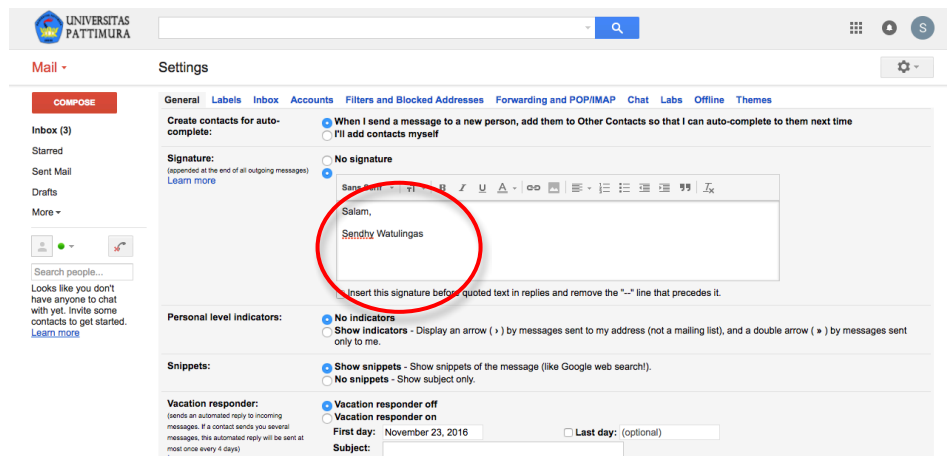 UNIVERSITAS
PATTIMURA
S
Mail
Settings
COMPOSE
Inbox (3)
Starred
Sent Mail
Drafts
More
Search people...
Looks like you don't
have anyone to chat
with yet. Invite some
contacts to get started.
Learn more
General Labels Inbox Accounts Filters and Blocked Addresses Forwarding and POP/IMAP Chat Labs Offline Themes
Create contacts for auto-
complete:
When I send a message to a new person, add them to Other Contacts so that I can auto-complete to them next time
I'll add contacts myself
Signature:
(appended at the end of all outgoing messages)
Learn more
No signature
Sans Serif
Salam,
Sendhy Watulingas
Insert this signature before quoted text in replies and remove the "--" line that precedes it.
Personal level indicators:
No indicators
Show indicators - Display an arrow ( › ) by messages sent to my address (not a mailing list), and a double arrow ( » ) by messages sent
only to me.
Snippets:
Show snippets - Show snippets of the message (like Google web search!).
No snippets - Show subject only.
Vacation responder:
(sends an automated reply to incoming
messages. If a contact sends you several
messages, this automated reply will be sent at
most once every 4 days)
Vacation responder off
Vacation responder on
First day: November 23, 2016 Last day: (optional)
Subject: